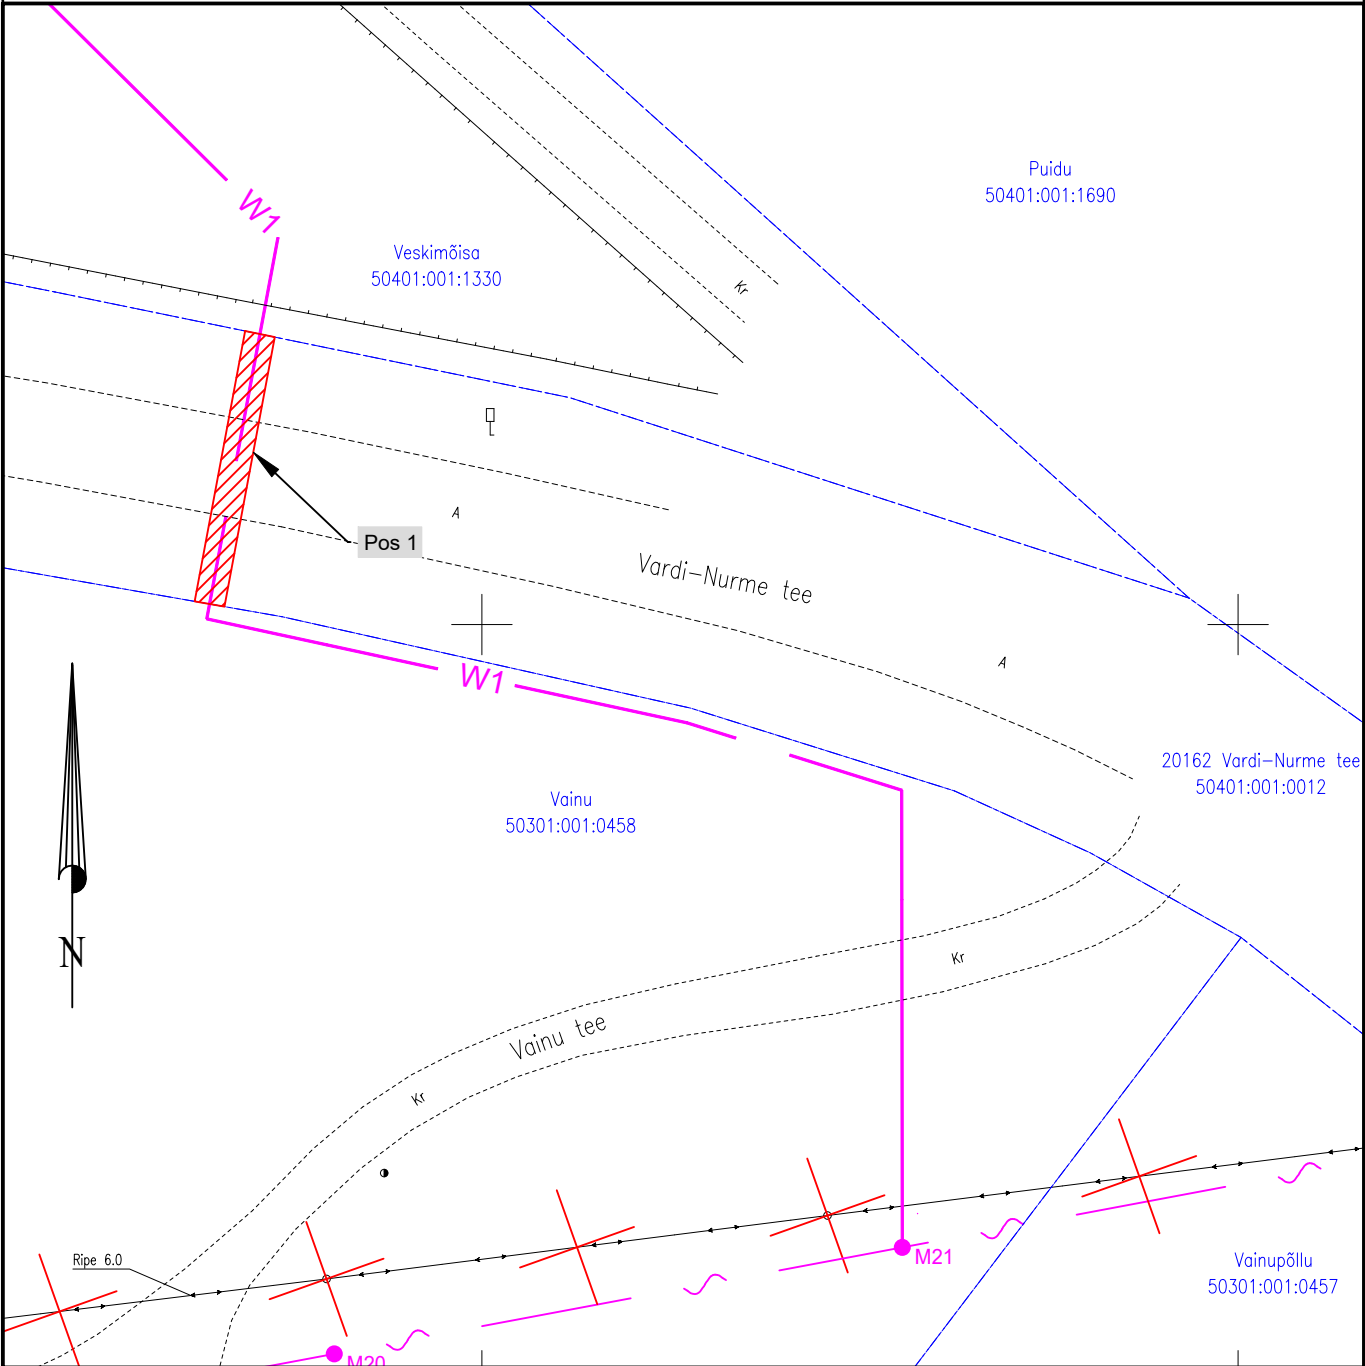 Puidu
50401:001:1690
W1
Veskimõisa
50401:001:1330
Kr
A
Pos 1
Vardi-Nurme tee
A
W1
20162 Vardi-Nurme tee
50401:001:0012
Vainu
50301:001:0458
N
Kr
Vainu tee
Kr
Ripe 6.0
M21
Vainupõllu
50301:001:0457
M20